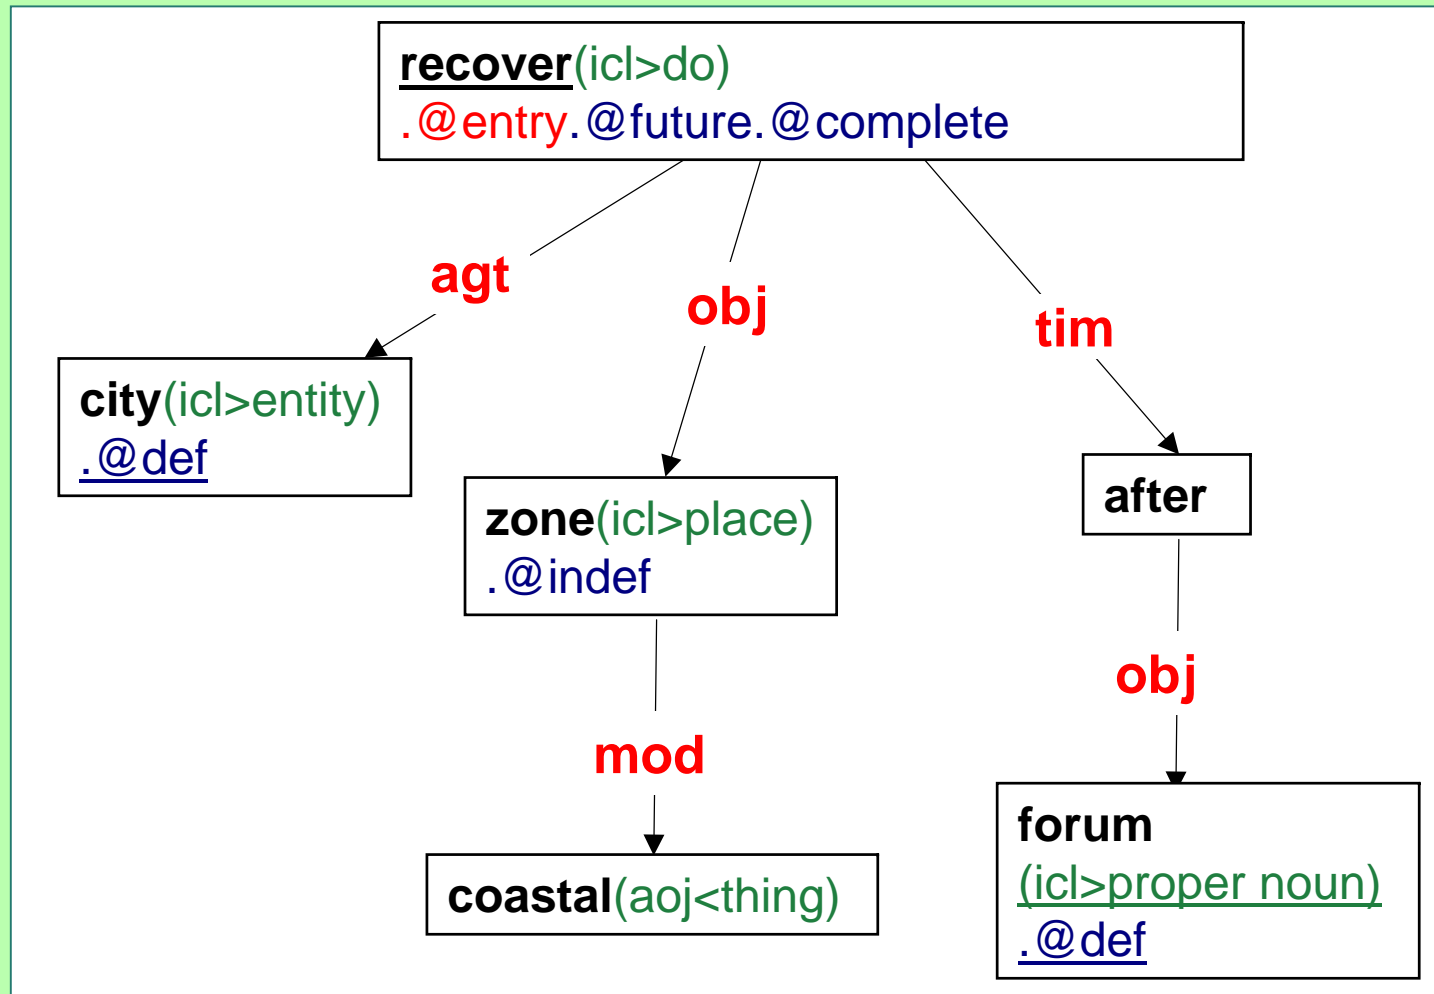 recover(icl>do)
.@entry.@future.@complete
agt
obj
tim
city(icl>entity)
.@def
zone(icl>place)
.@indef
after
obj
mod
forum
(icl>proper noun)
.@def
coastal(aoj<thing)